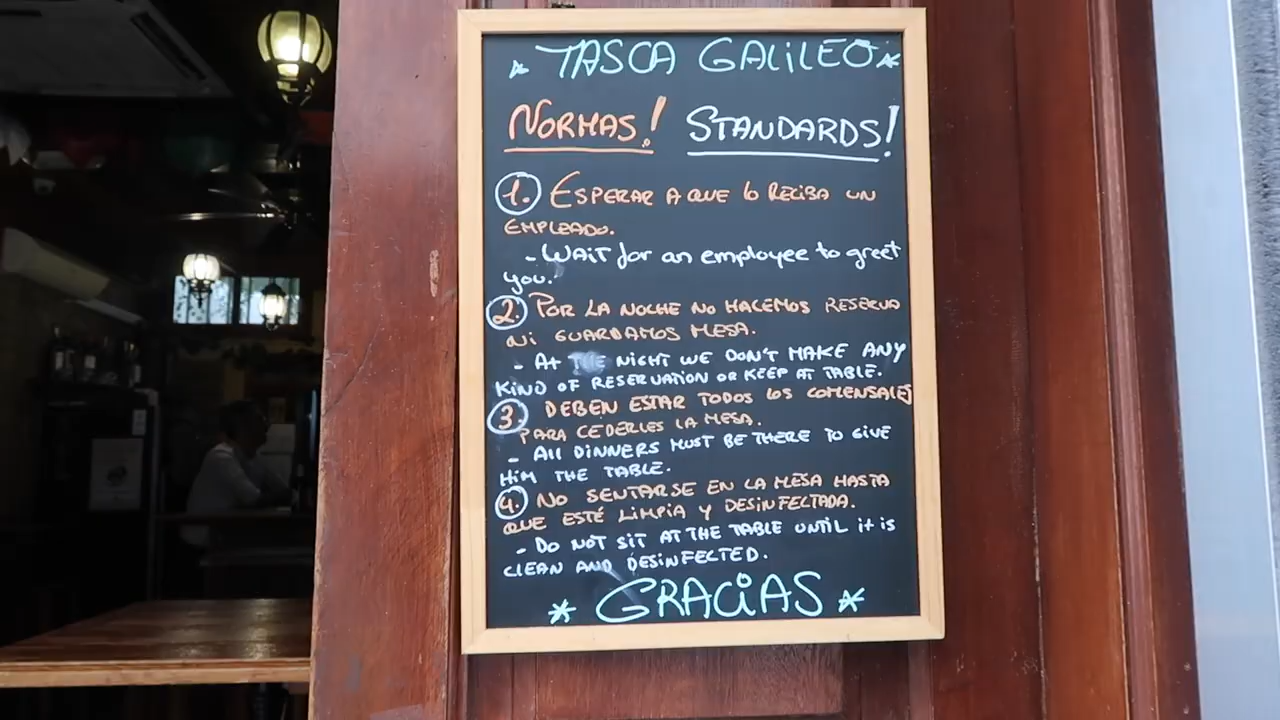 * TASCA GALiLEO *
NORMAS! STANDARDS!
1. ESPERAR A QUE lo RECiBA UN
EMPLEADO.
- WAiT for an employee to greet
you.
2. POR LA NOCHE NO HACEMOS RESERVA
Ni GUARDAMOS MESA.
- At THE NiGHT WE DON'T MAKE ANY
KiND OF RESERVATiON OR KEEP AT TABLE.
3. DEBEN ESTAR TODOS LOS COMENSALES
PARA CEDERLES LA MESA.
- All DiNNERS MUST BE THERE TO GiVE
HiM THE TABLE.
4. NO SENTARSE EN LA MESA HASTA
QUE ESTÉ LiMPiA Y DESiNFECTADA.
- DO NOT SiT AT THE TABLE UNTiL it is
CLEAN AND DESiNFECTED.
* GRACiAS *